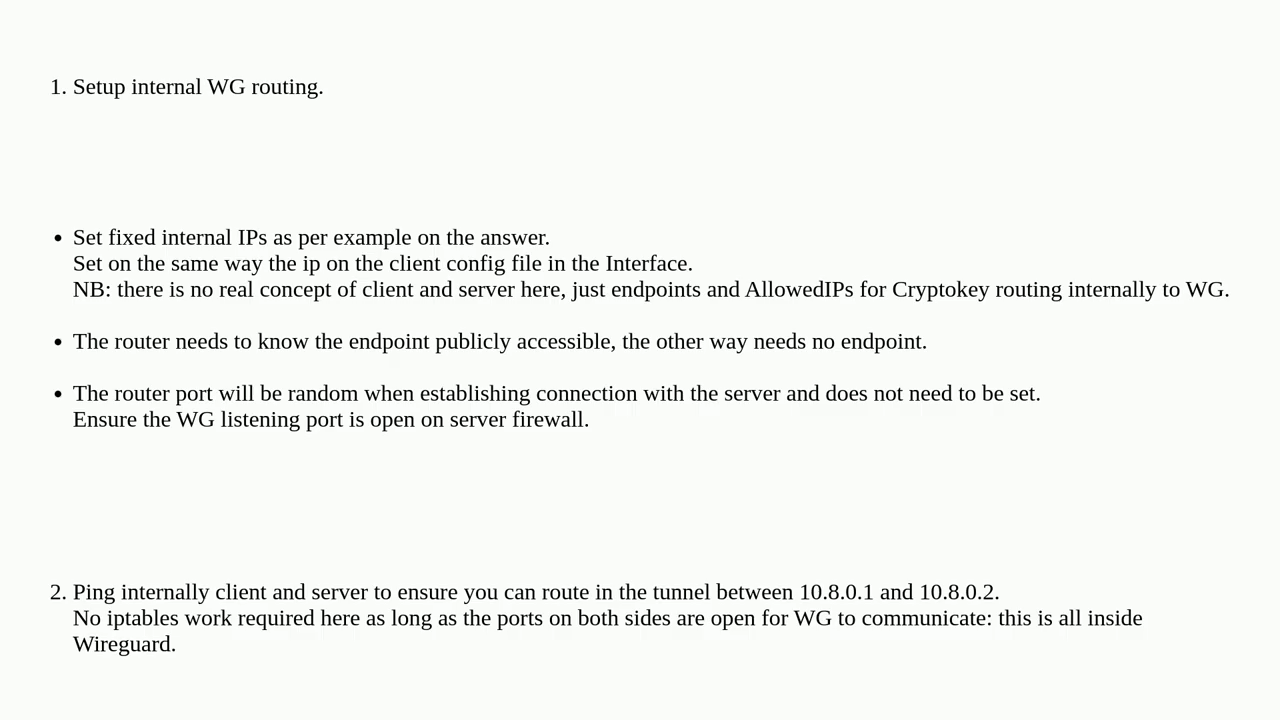 1. Setup internal WG routing.
• Set fixed internal IPs as per example on the answer.
Set on the same way the ip on the client config file in the Interface.
NB: there is no real concept of client and server here, just endpoints and AllowedIPs for Cryptokey routing internally to WG.
• The router needs to know the endpoint publicly accessible, the other way needs no endpoint.
• The router port will be random when establishing connection with the server and does not need to be set.
Ensure the WG listening port is open on server firewall.
2. Ping internally client and server to ensure you can route in the tunnel between 10.8.0.1 and 10.8.0.2.
No iptables work required here as long as the ports on both sides are open for WG to communicate: this is all inside
Wireguard.